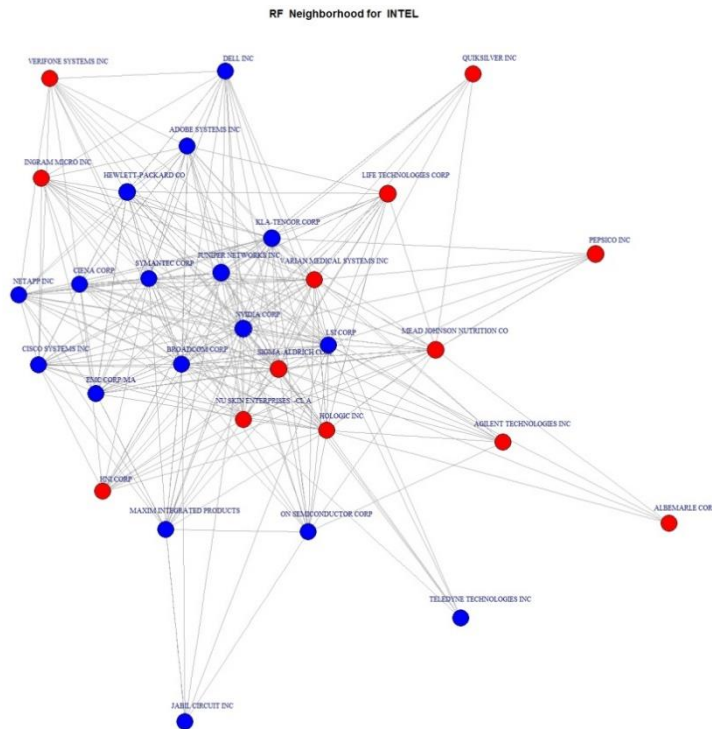 RF Neighborhood for INTEL
VERIFONE SYSTEMS INC
DELL INC
QUIKSILVER INC
ADOBE SYSTEMS INC
INGRAM MICRO INC
HEWLETT-PACKARD CO
LIFE TECHNOLOGIES CORP
KLA-TENCOR CORP
JUNIPER NETWORKS INC
PEPSICO INC
VARIAN MEDICAL SYSTEMS INC
SYMANTEC CORP
CIENA CORP
NETAPP INC
NVIDIA CORP
LSI CORP
MEAD JOHNSON NUTRITION CO
CISCO SYSTEMS INC
BROADCOM CORP
SIGMA-ALDRICH CORP
EMC CORP/MA
NU SKIN ENTERPRISES -CL A
HOLOGIC INC
AGILENT TECHNOLOGIES INC
HNI CORP
MAXIM INTEGRATED PRODUCTS
ON SEMICONDUCTOR CORP
ALBEMARLE COR
TELEDYNE TECHNOLOGIES INC
JABIL CIRCUIT INC